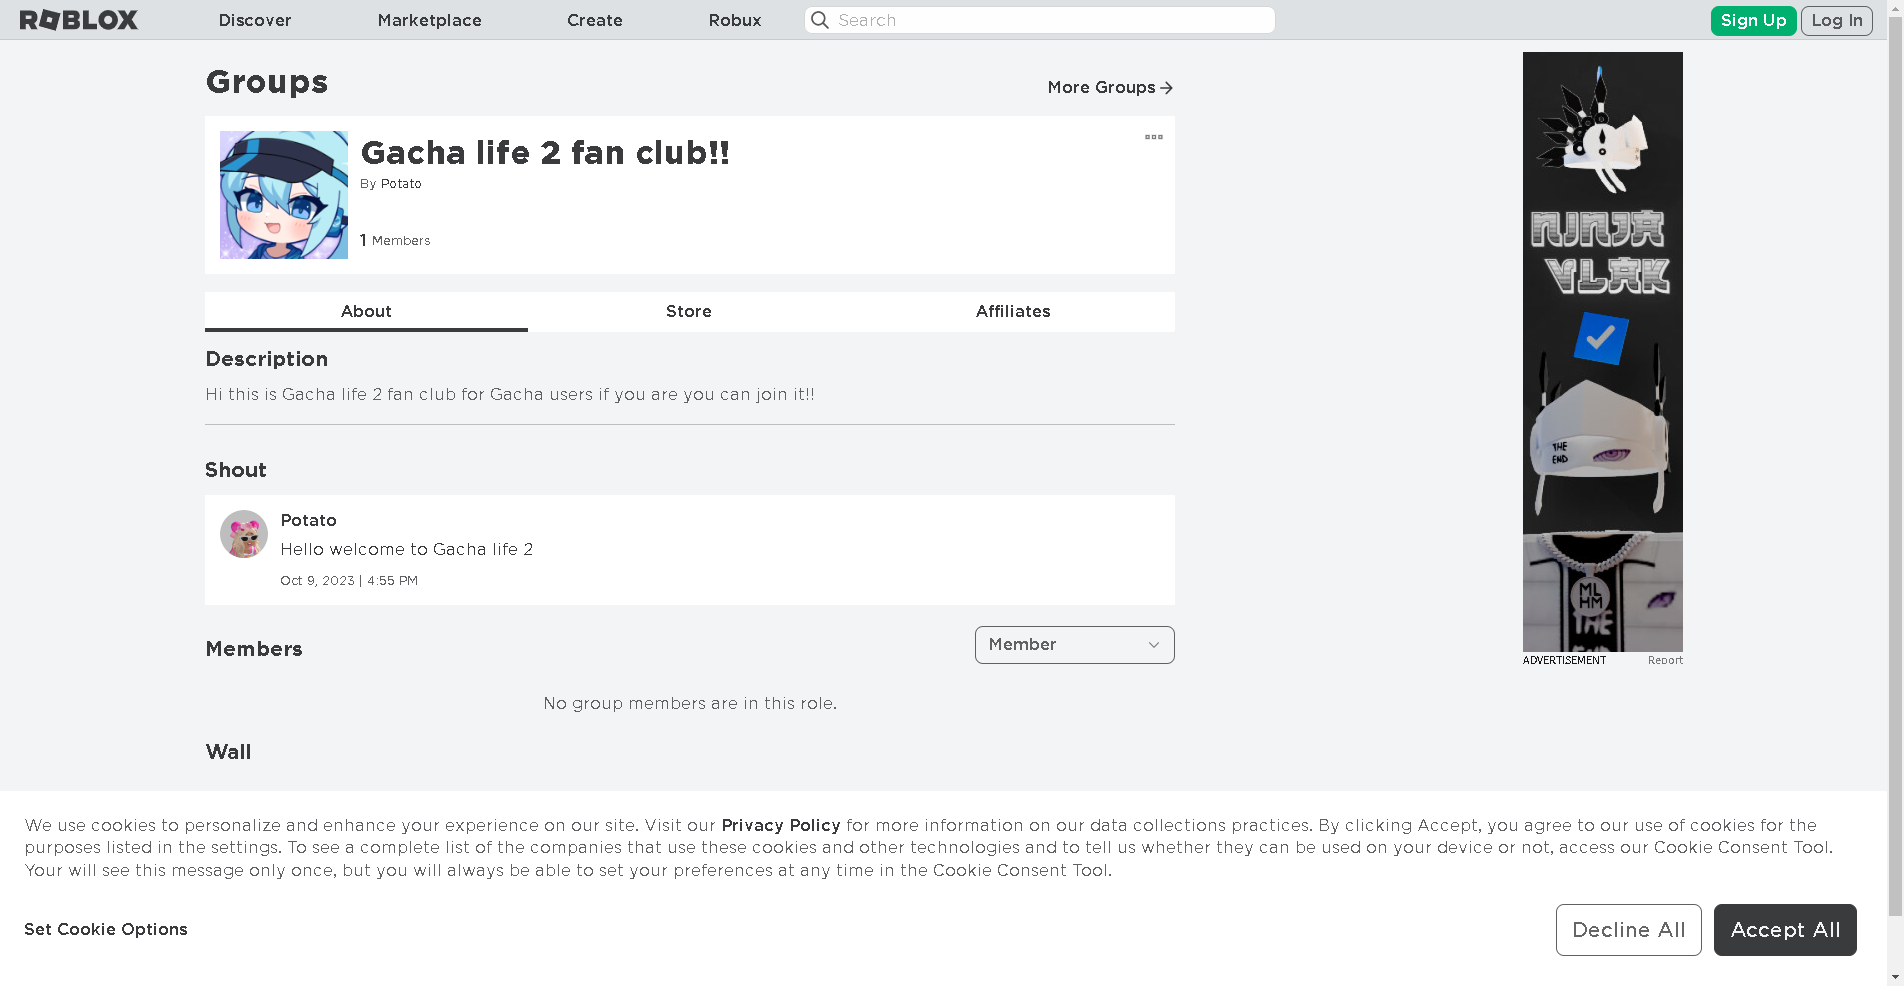 ROBLOX
Discover
Marketplace
Create
Robux
Search
Sign Up
Log In
Groups
More Groups
Gacha life 2 fan club!!
By Potato
1 Members
About
Store
Affiliates
Description
Hi this is Gacha life 2 fan club for Gacha users if you are you can join it!!
Shout
Potato
Hello welcome to Gacha life 2
Oct 9, 2023 | 4:55 PM
Members
Member
No group members are in this role.
Wall
NINJA
VLAK
THE
END
ML
HM
THE
ADVERTISEMENT
Report
We use cookies to personalize and enhance your experience on our site. Visit our Privacy Policy for more information on our data collections practices. By clicking Accept, you agree to our use of cookies for the
purposes listed in the settings. To see a complete list of the companies that use these cookies and other technologies and to tell us whether they can be used on your device or not, access our Cookie Consent Tool.
Your will see this message only once, but you will always be able to set your preferences at any time in the Cookie Consent Tool.
Set Cookie Options
Decline All
Accept All